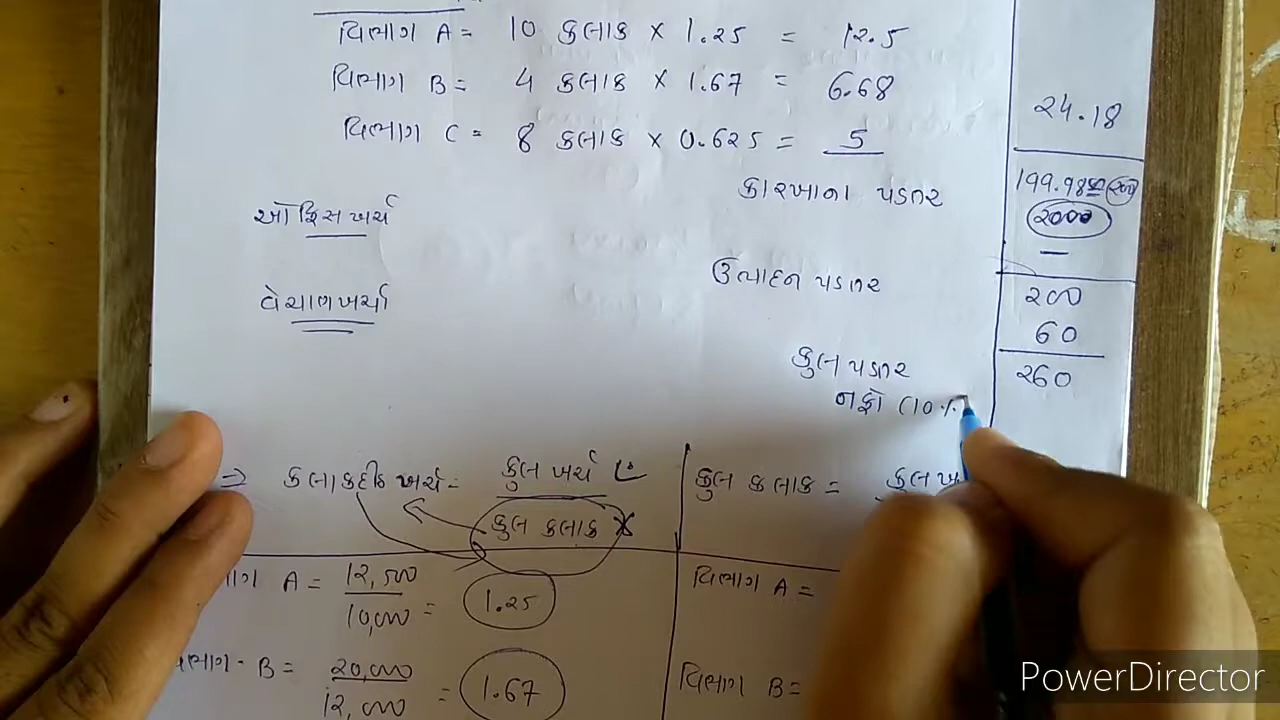 વિભાગ A = 10 કલાક × 1.25 = 12.5
વિભાગ B = 4 કલાક × 1.67 = 6.68
વિભાગ C = 8 કલાક × 0.625 = 5
24.18
કારખાના પડતર
199.98
200
2000
ઓફિસ ખર્ચ
ઉત્પાદન પડતર
200
વેચાણ ખર્ચા
60
કુલ પડતર
260
નફો (10%
⇒ કલાકદીઠ ખર્ચ = કુલ ખર્ચ
કુલ કલાક ×
કુલ કલાક = કુલ ખ
ભાગ A = 12,500
10,000 = 1.25
વિભાગ A =
વિભાગ - B = 20,000
12,000 = 1.67
વિભાગ B =
PowerDirector